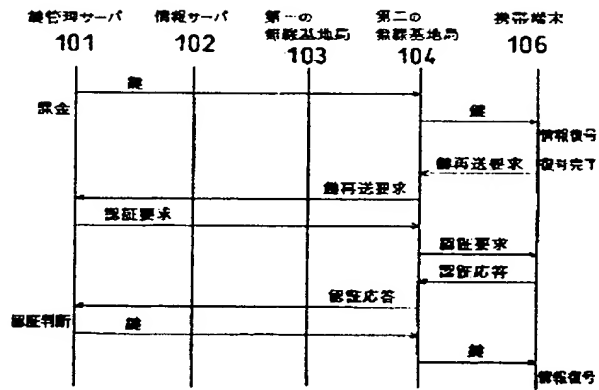 鍵管理サーバ
101
情報サーバ
102
第一の
無線基地局
103
第二の
無線基地局
104
携帯端末
106
鍵
課金
鍵
情報復号
鍵再送要求
復号完了
鍵再送要求
認証要求
認証要求
認証応答
認証応答
認証判断
鍵
鍵
情報復号